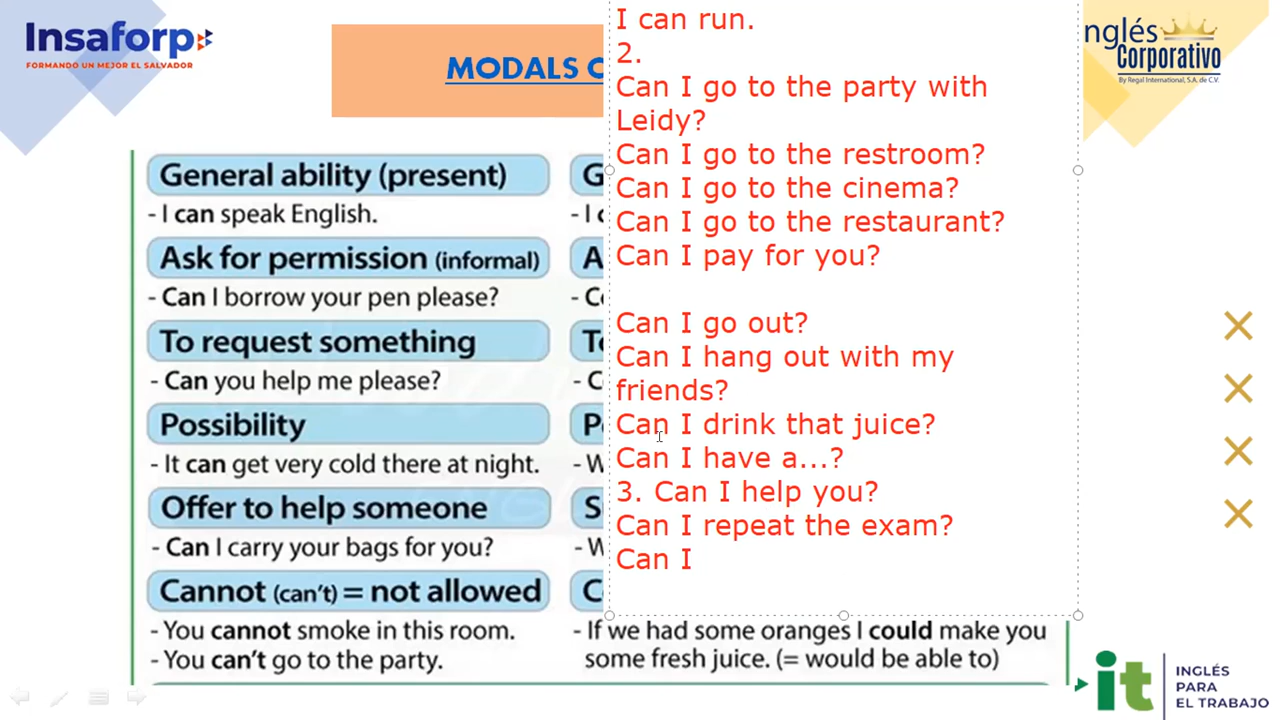 Insaforp
FORMANDO UN MEJOR EL SALVADOR
MODALS C
nglés
Corporativo
By Regal International, S.A. de C.V.
General ability (present)
- I can speak English.
Ask for permission (informal)
- Can I borrow your pen please?
To request something
- Can you help me please?
Possibility
- It can get very cold there at night.
Offer to help someone
- Can I carry your bags for you?
Cannot (can't) = not allowed
- You cannot smoke in this room.
- You can't go to the party.
G
- I c
A
- C
T
- C
P
- W
S
- W
C
- If we had some oranges I could make you
some fresh juice. (= would be able to)
I can run.
2.
Can I go to the party with
Leidy?
Can I go to the restroom?
Can I go to the cinema?
Can I go to the restaurant?
Can I pay for you?
Can I go out?
Can I hang out with my
friends?
Can I drink that juice?
Can I have a...?
3. Can I help you?
Can I repeat the exam?
Can I
it
INGLÉS
PARA
EL TRABAJO